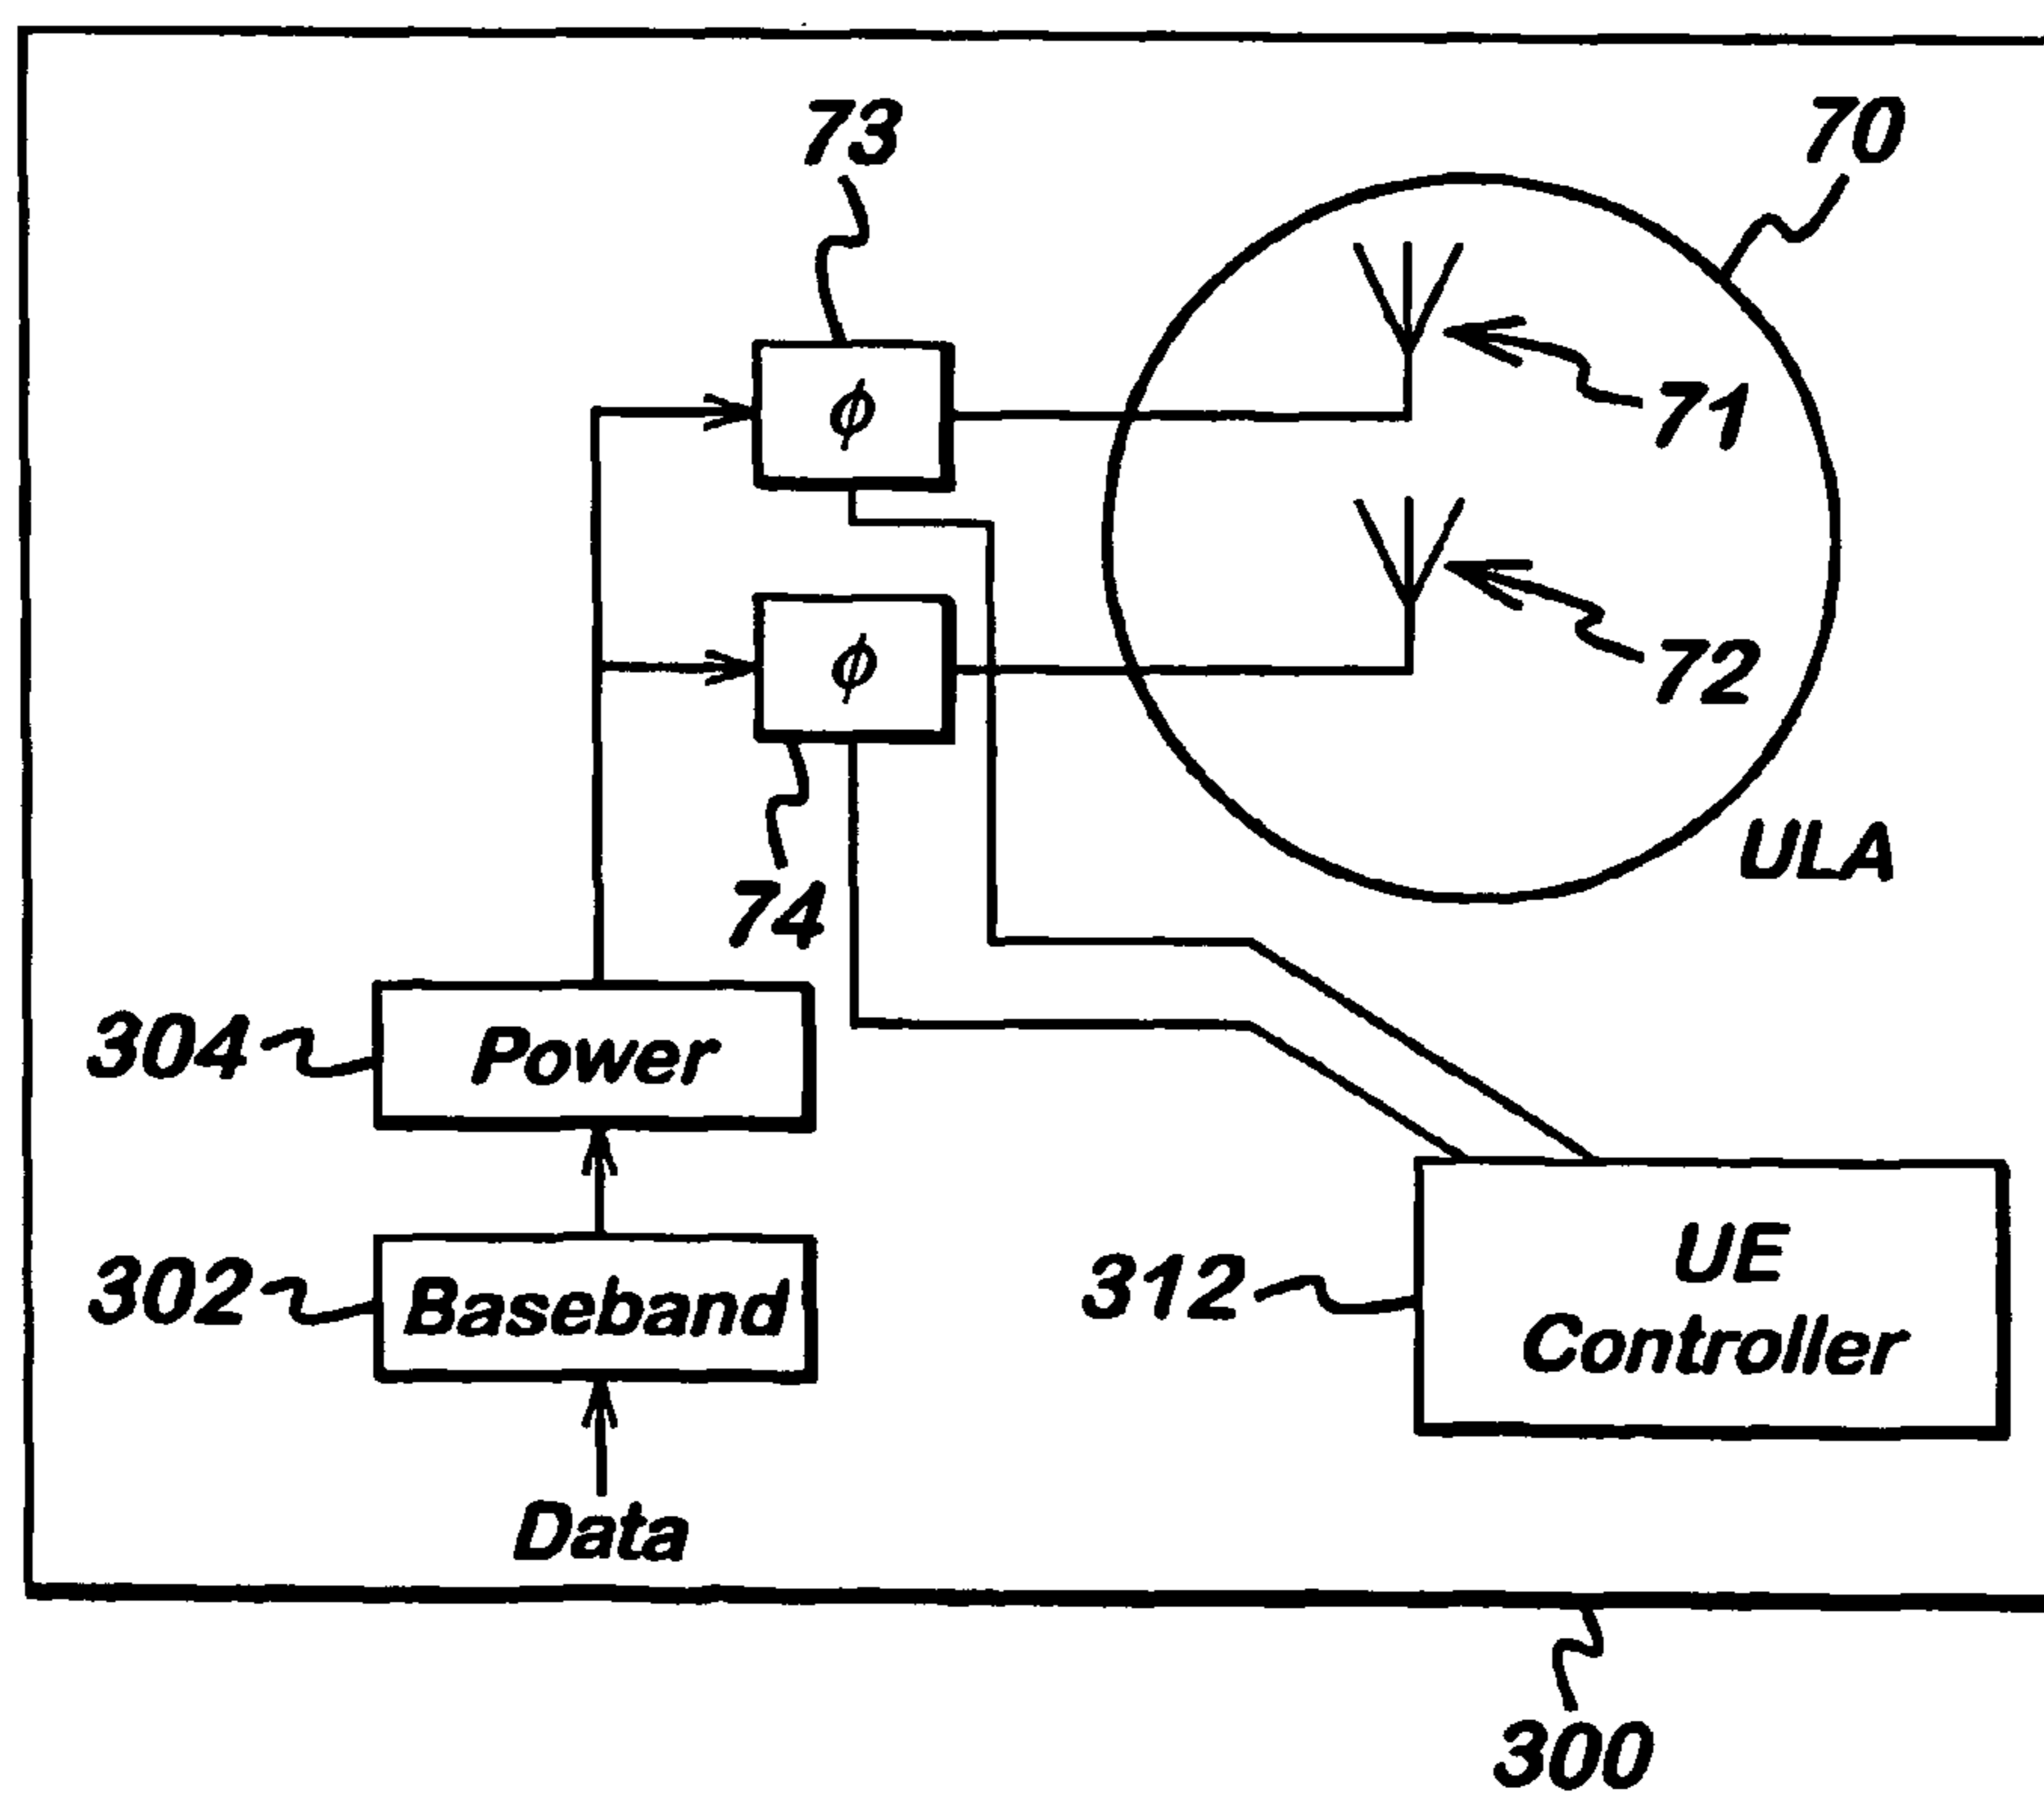 73
70
ϕ
71
ϕ
72
ULA
74
304
Power
302
Baseband
312
UE
Controller
Data
300